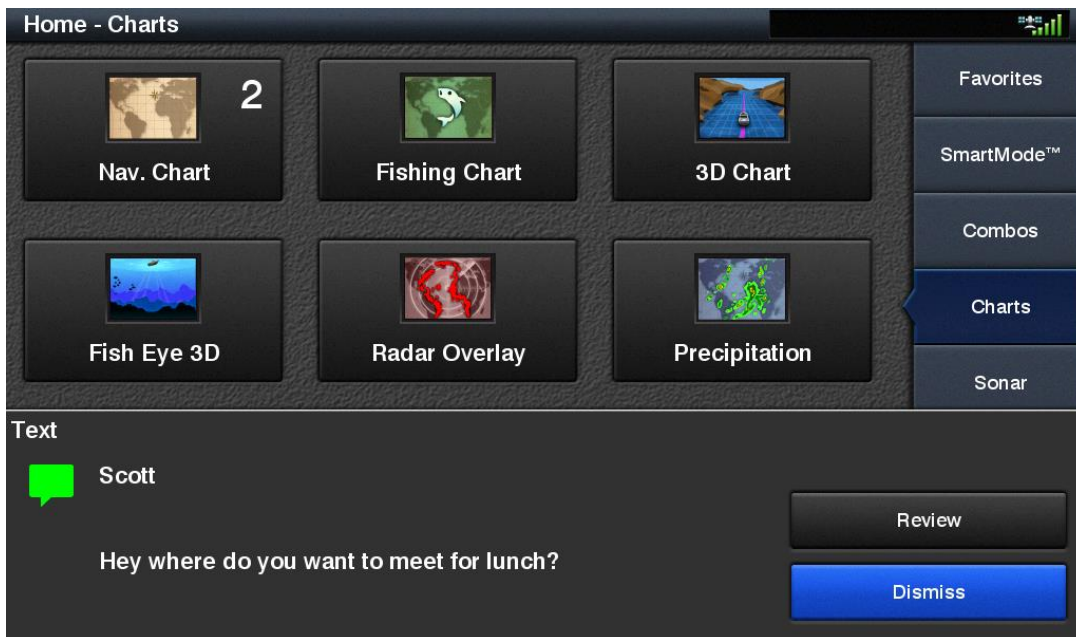 Home - Charts
2
Nav. Chart
Fishing Chart
3D Chart
Fish Eye 3D
Radar Overlay
Precipitation
Favorites
SmartMode™
Combos
Charts
Sonar
Text
Scott
Hey where do you want to meet for lunch?
Review
Dismiss